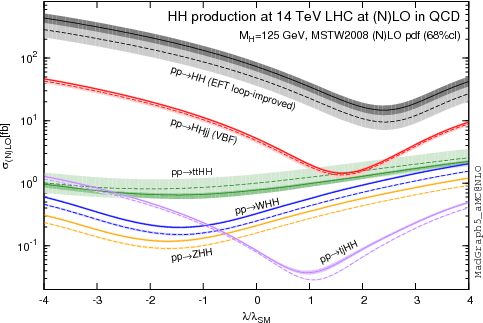 HH production at 14 TeV LHC at (N)LO in QCD
M_H=125 GeV, MSTW2008 (N)LO pdf (68%cl)
pp→HH (EFT loop-improved)
pp→HHjj (VBF)
pp→ttHH
pp→WHH
pp→ZHH
pp→tjHH
σ_(N)LO[fb]
10^2
10^1
10^0
10^-1
-4 -3 -2 -1 0 1 2 3 4
λ/λ_SM
MadGraph5_aMC@NLO